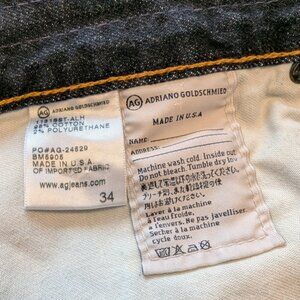 AG ADRIANO GOLDSCHMIED
98% COTTON
2% POLYURETHANE
PO#AG-24629
BM6905
MADE IN U.S.A
OF IMPORTED FABRIC
www.agjeans.com
34
AG ADRIANO GOLDSCHMIED
MADE IN U.S.A.
NAME:
ADDRESS:
Machine wash cold. Inside out
Do not bleach. Tumble dry low
Laver à la machine
à l'eau froide,
à l'envers. Ne pas javelliser.
Sécher à la machine
cycle doux.